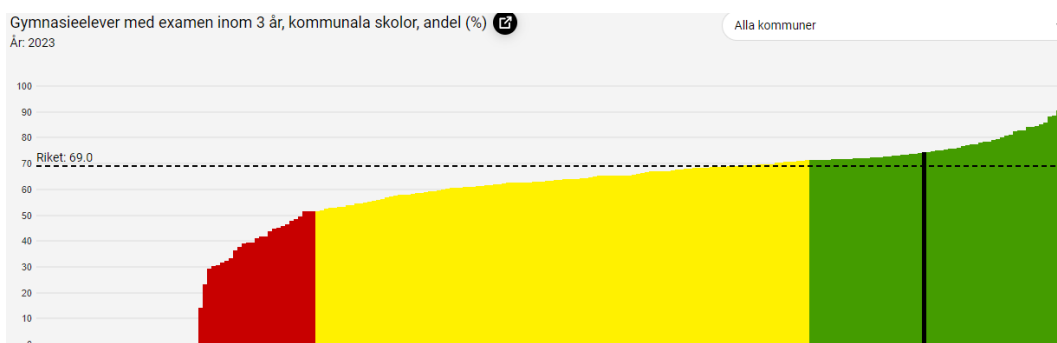 Gymnasieelever med examen inom 3 år, kommunala skolor, andel (%)
Alla kommuner
År: 2023
100
90
80
70
Riket: 69.0
60
50
40
30
20
10
0